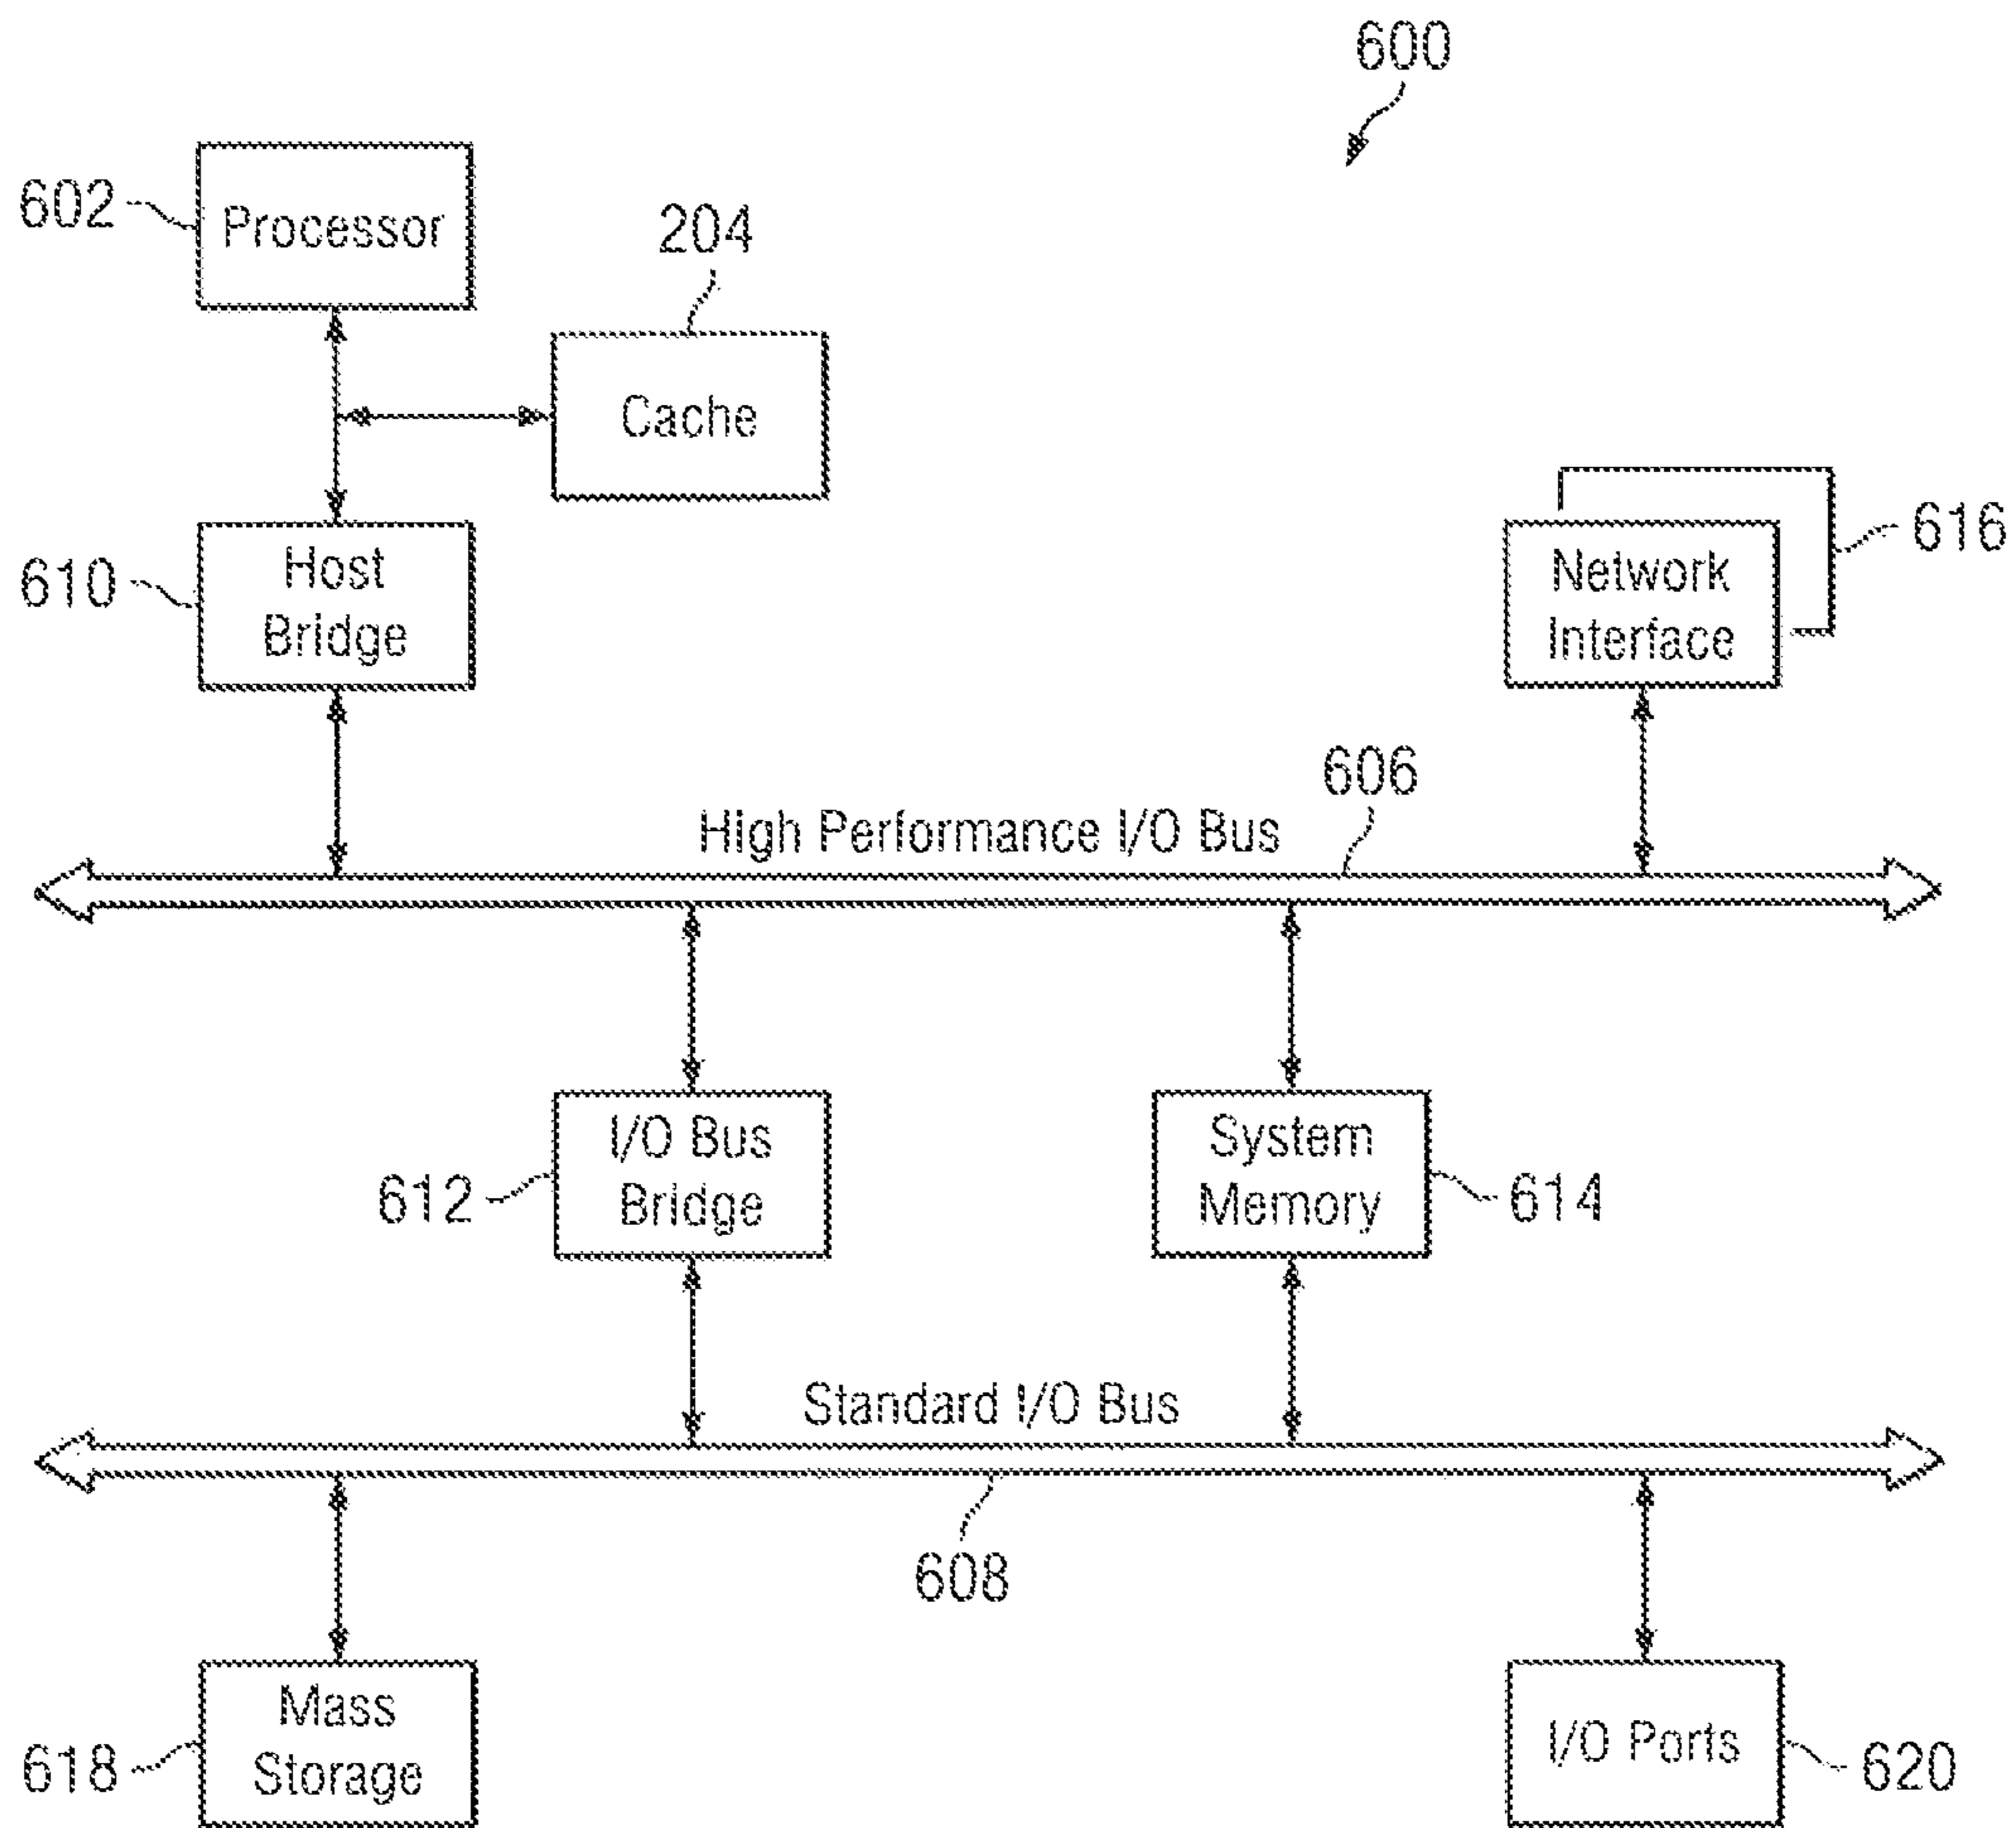 600
602
Processor
204
Cache
610
Host
Bridge
616
Network
Interface
606
High Performance I/O Bus
612
I/O Bus
Bridge
System
Memory
614
Standard I/O Bus
608
618
Mass
Storage
I/O Ports
620